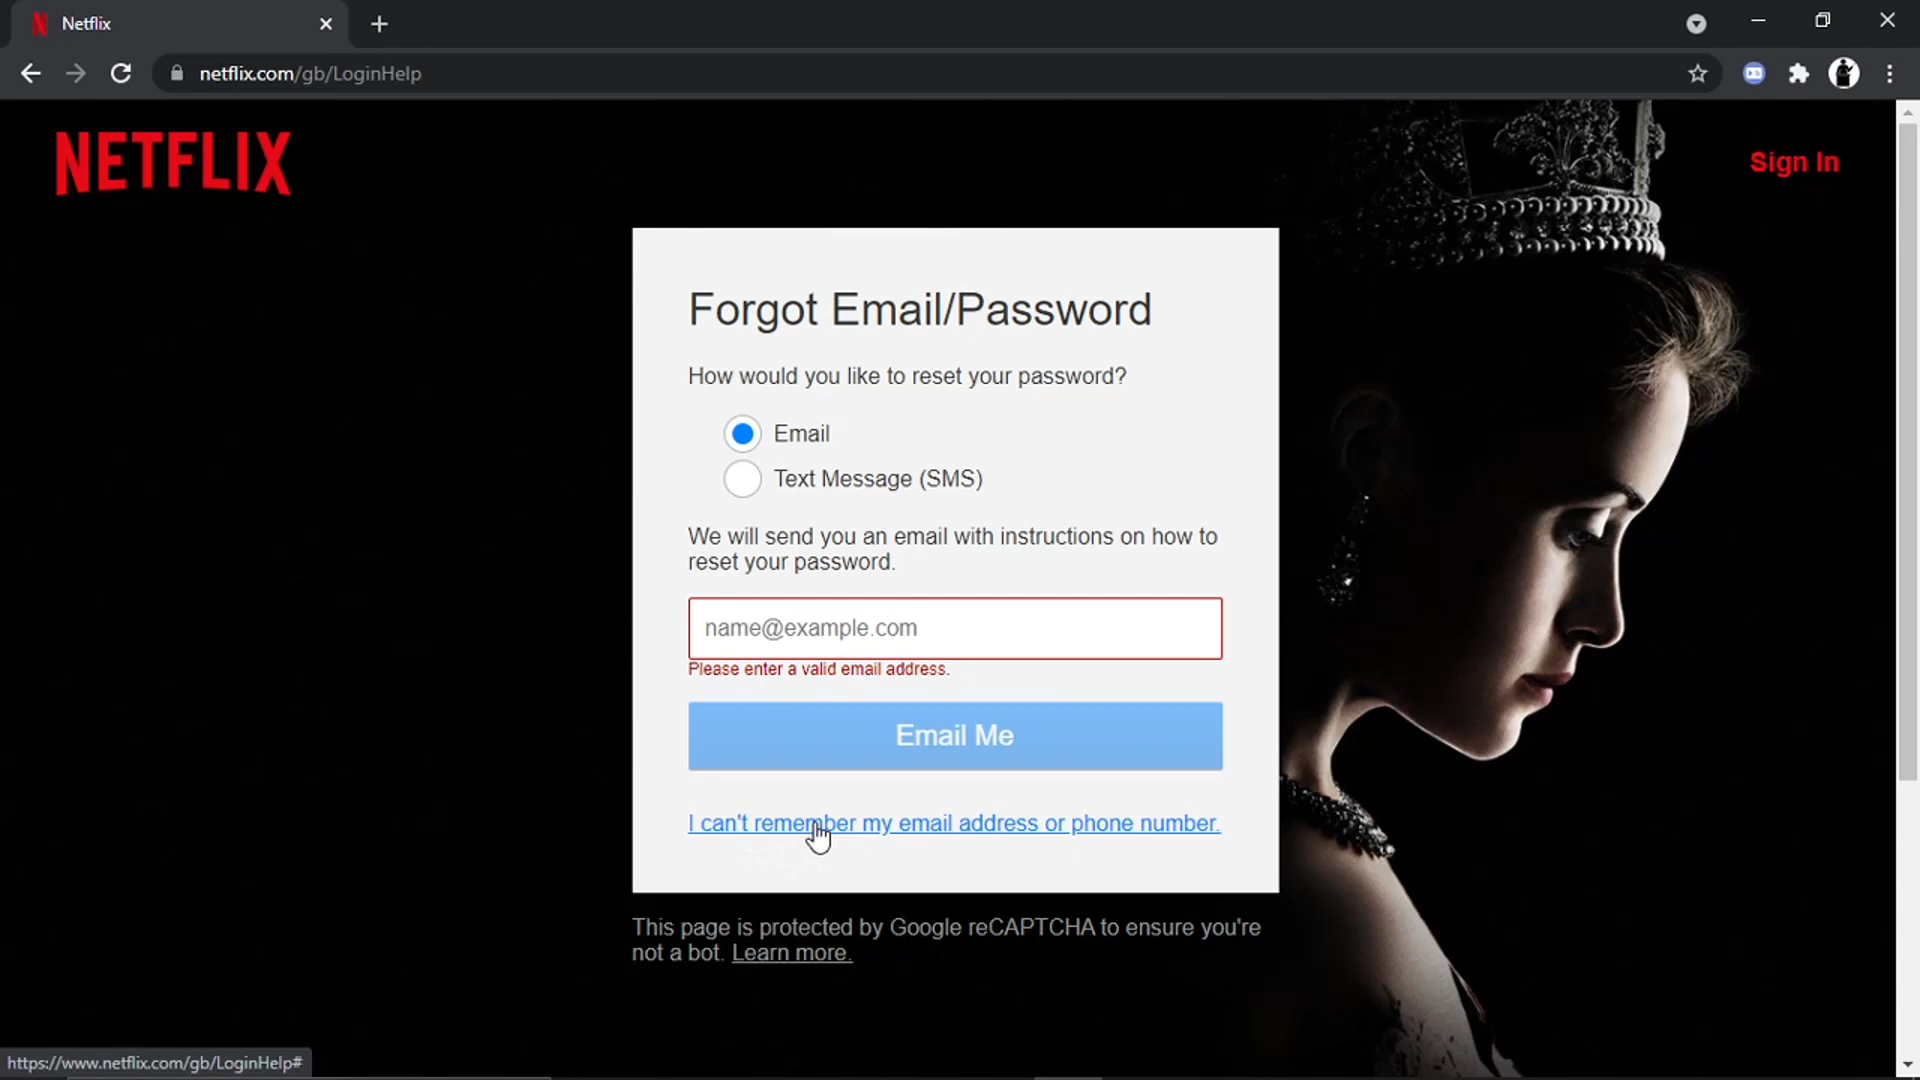 Netflix
netflix.com/gb/LoginHelp
NETFLIX
Sign In
Forgot Email/Password
How would you like to reset your password?
Email
Text Message (SMS)
We will send you an email with instructions on how to
reset your password.
name@example.com
Please enter a valid email address.
Email Me
I can't remember my email address or phone number.
This page is protected by Google reCAPTCHA to ensure you're
not a bot. Learn more.
https://www.netflix.com/gb/LoginHelp#